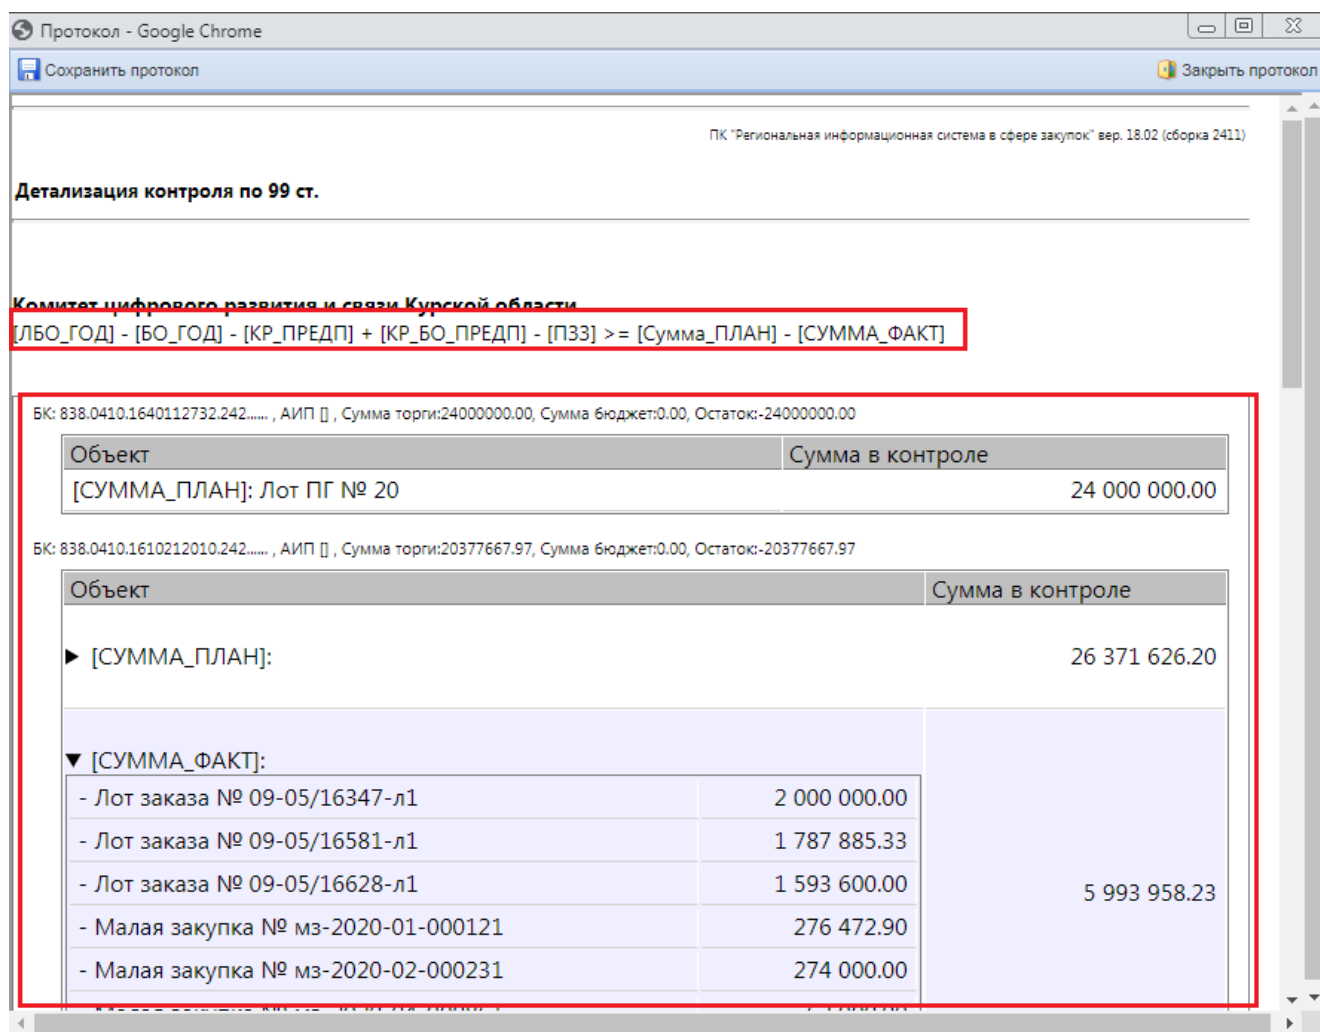 Протокол - Google Chrome
Сохранить протокол
Закрыть протокол
ПК "Региональная информационная система в сфере закупок" вер. 18.02 (сборка 2411)
Детализация контроля по 99 ст.
Комитет цифрового развития и связи Курской области
[ЛБО_ГОД] - [БО_ГОД] - [КР_ПРЕДП] + [КР_БО_ПРЕДП] - [ПЗЗ] >= [Сумма_ПЛАН] - [СУММА_ФАКТ]
БК: 838.0410.1640112732.242...... , АИП [] , Сумма торги:24000000.00, Сумма бюджет:0.00, Остаток:-24000000.00
Объект Сумма в контроле
[СУММА_ПЛАН]: Лот ПГ № 20 24 000 000.00
БК: 838.0410.1610212010.242...... , АИП [] , Сумма торги:20377667.97, Сумма бюджет:0.00, Остаток:-20377667.97
Объект Сумма в контроле
▶ [СУММА_ПЛАН]: 26 371 626.20
▼ [СУММА_ФАКТ]:
- Лот заказа № 09-05/16347-л1 2 000 000.00
- Лот заказа № 09-05/16581-л1 1 787 885.33
- Лот заказа № 09-05/16628-л1 1 593 600.00
5 993 958.23
- Малая закупка № мз-2020-01-000121 276 472.90
- Малая закупка № мз-2020-02-000231 274 000.00